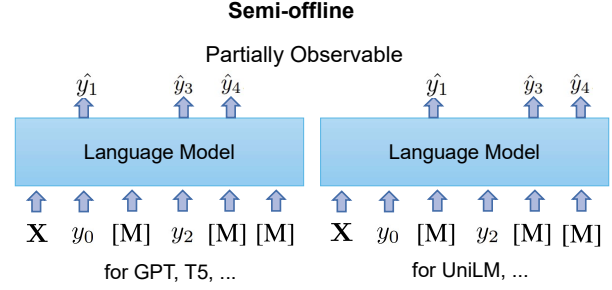 Semi-offline
Partially Observable
ŷ₁ ŷ₃ ŷ₄ ŷ₁ ŷ₃ ŷ₄
Language Model Language Model
X y₀ [M] y₂ [M] [M] X y₀ [M] y₂ [M] [M]
for GPT, T5, ... for UniLM, ...